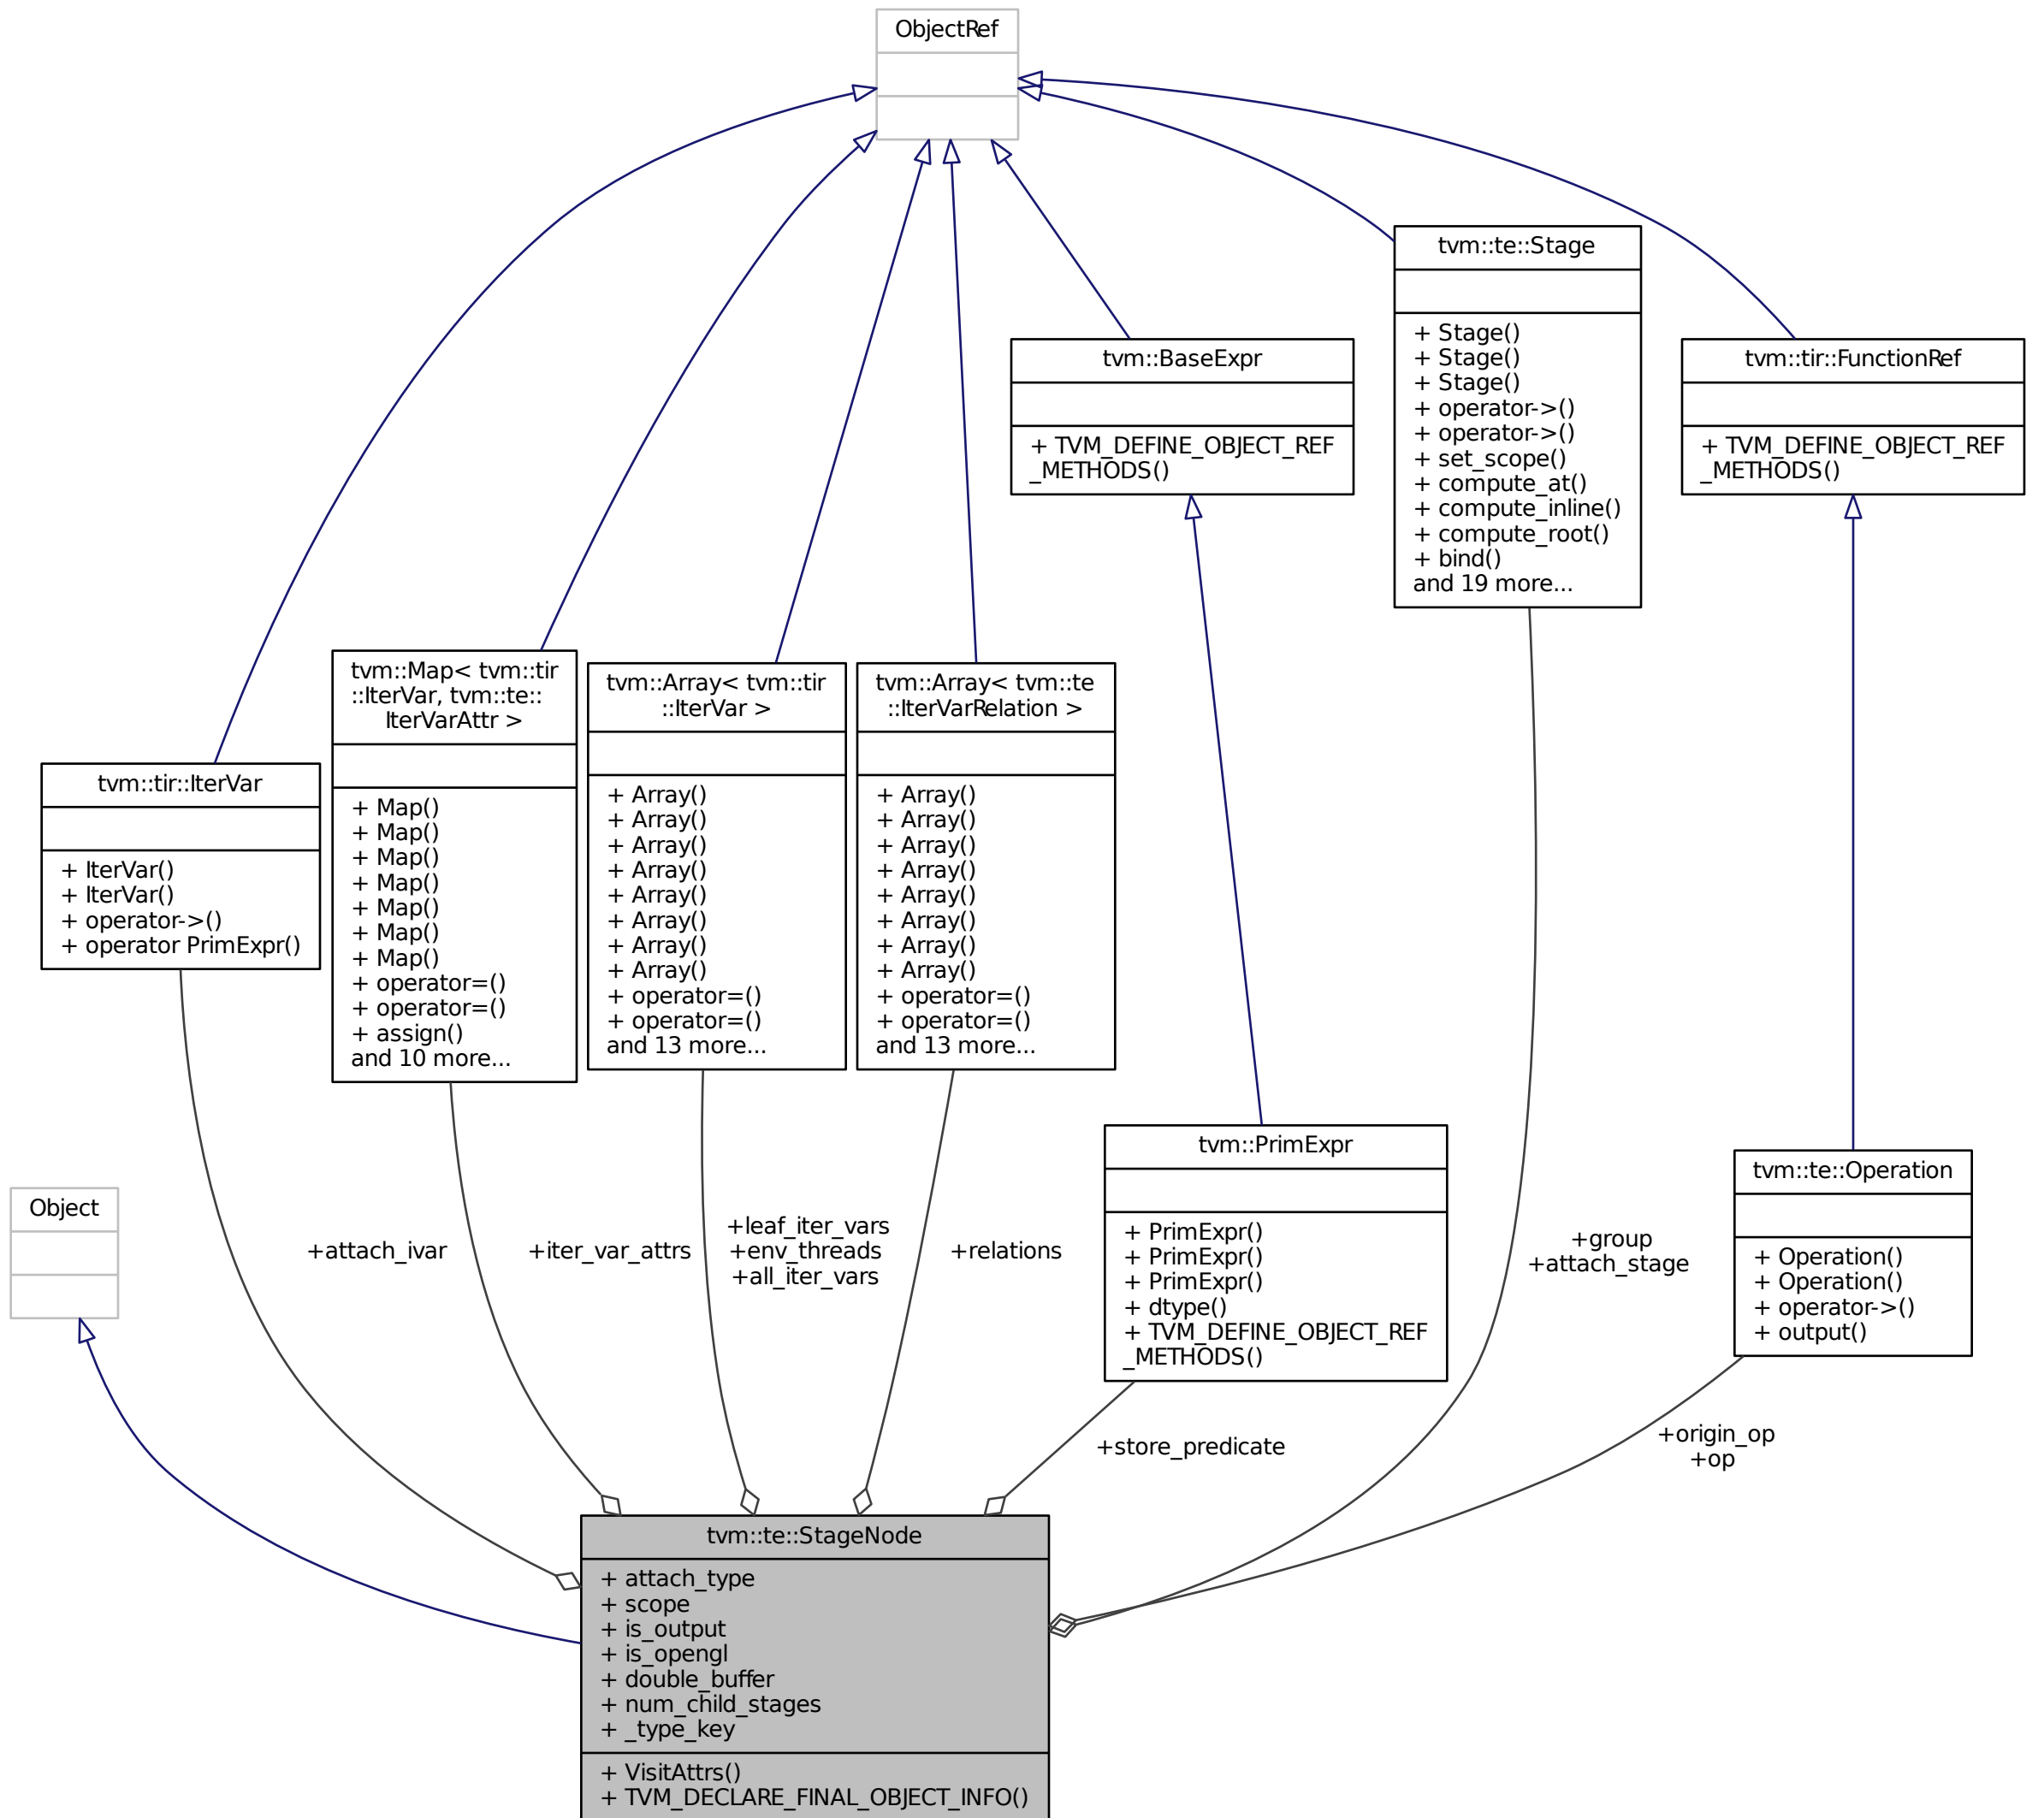 ObjectRef
tvm::te::Stage
+ Stage()
+ Stage()
+ Stage()
+ operator->()
+ operator->()
+ set_scope()
+ compute_at()
+ compute_inline()
+ compute_root()
+ bind()
and 19 more...
tvm::BaseExpr
+ TVM_DEFINE_OBJECT_REF
_METHODS()
tvm::tir::FunctionRef
+ TVM_DEFINE_OBJECT_REF
_METHODS()
tvm::tir::IterVar
+ IterVar()
+ IterVar()
+ operator->()
+ operator PrimExpr()
tvm::Map< tvm::tir
::IterVar, tvm::te::
IterVarAttr >
+ Map()
+ Map()
+ Map()
+ Map()
+ Map()
+ Map()
+ Map()
+ operator=()
+ operator=()
+ assign()
and 10 more...
tvm::Array< tvm::tir
::IterVar >
+ Array()
+ Array()
+ Array()
+ Array()
+ Array()
+ Array()
+ Array()
+ Array()
+ operator=()
+ operator=()
and 13 more...
tvm::Array< tvm::te
::IterVarRelation >
+ Array()
+ Array()
+ Array()
+ Array()
+ Array()
+ Array()
+ Array()
+ Array()
+ operator=()
+ operator=()
and 13 more...
tvm::PrimExpr
+ PrimExpr()
+ PrimExpr()
+ PrimExpr()
+ dtype()
+ TVM_DEFINE_OBJECT_REF
_METHODS()
tvm::te::Operation
+ Operation()
+ Operation()
+ operator->()
+ output()
Object
+attach_ivar
+iter_var_attrs
+leaf_iter_vars
+env_threads
+all_iter_vars
+relations
+group
+attach_stage
+store_predicate
+origin_op
+op
tvm::te::StageNode
+ attach_type
+ scope
+ is_output
+ is_opengl
+ double_buffer
+ num_child_stages
+ _type_key
+ VisitAttrs()
+ TVM_DECLARE_FINAL_OBJECT_INFO()